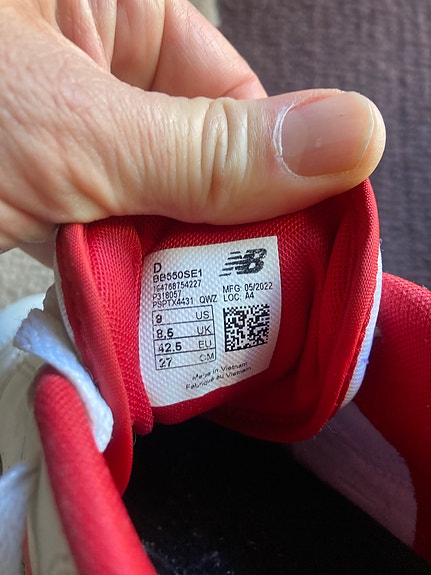 D
BB550SE1
194768754227
P318057
PSPTX4431 QWZ
MFG. 05/2022
LOC. A4
9 US
8.5 UK
42.5 EU
27 CM
Made in Vietnam
Fabriqué au Vietnam